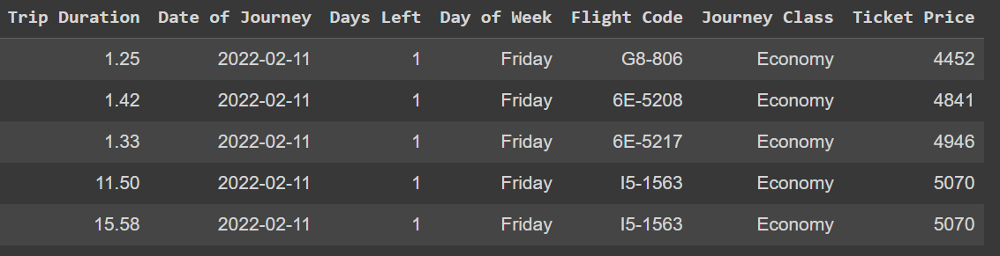 Trip Duration Date of Journey Days Left Day of Week Flight Code Journey Class Ticket Price
1.25 2022-02-11 1 Friday G8-806 Economy 4452
1.42 2022-02-11 1 Friday 6E-5208 Economy 4841
1.33 2022-02-11 1 Friday 6E-5217 Economy 4946
11.50 2022-02-11 1 Friday I5-1563 Economy 5070
15.58 2022-02-11 1 Friday I5-1563 Economy 5070